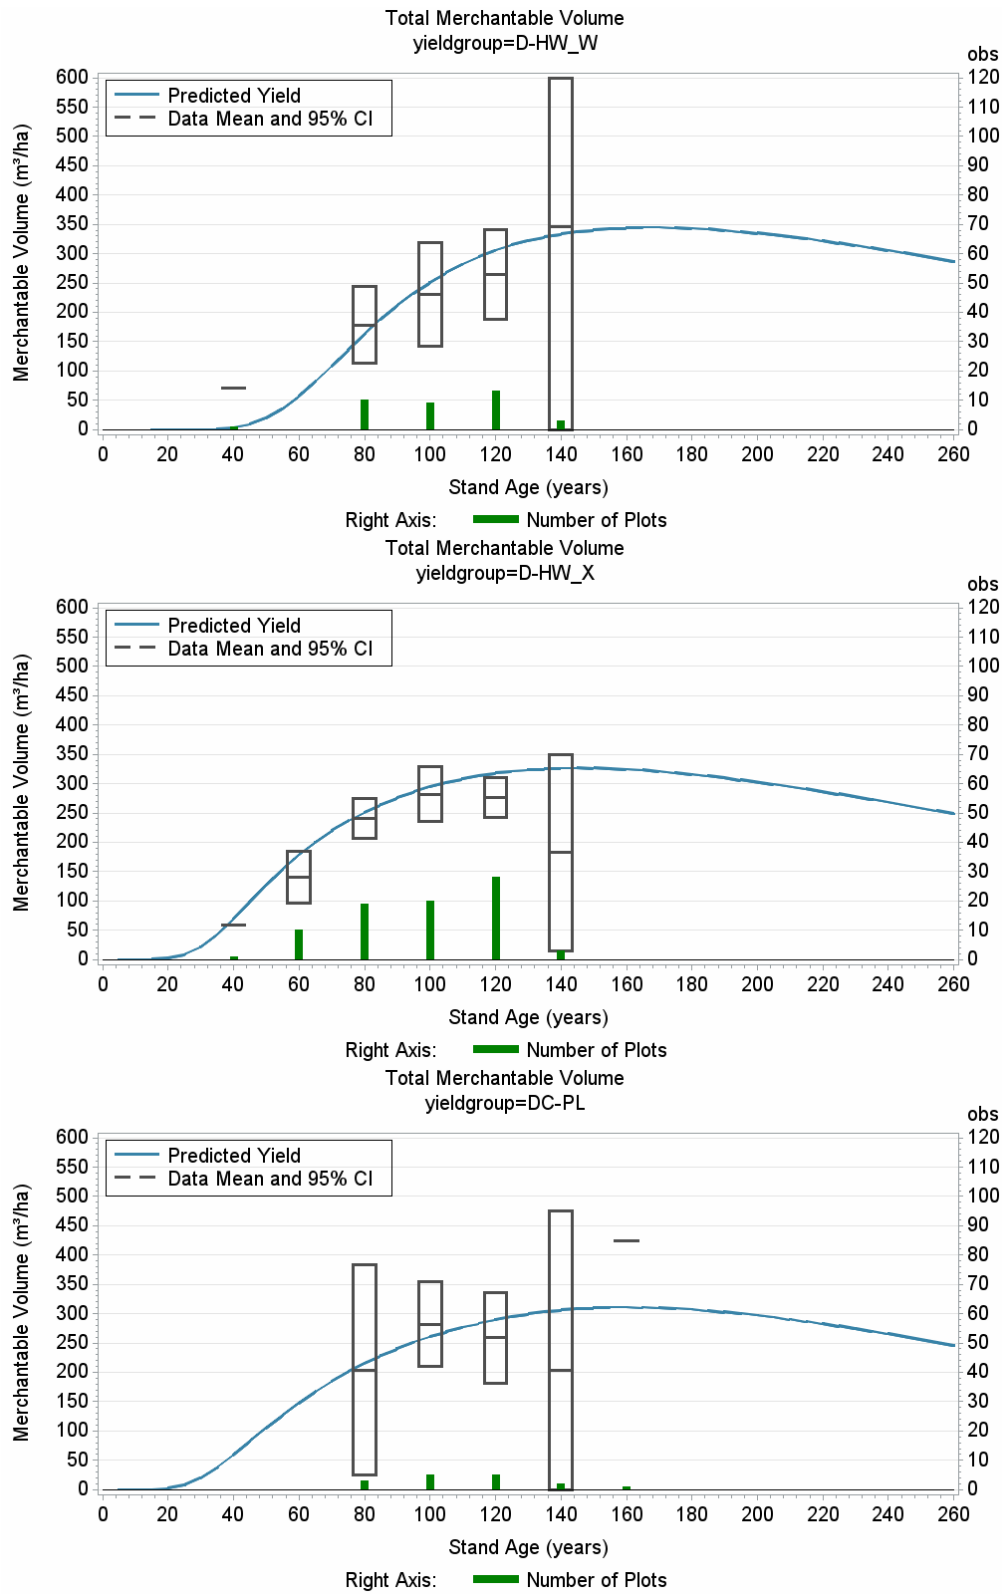 Total Merchantable Volume
yieldgroup=D-HW_W
obs
Merchantable Volume (m³/ha)
600
550
500
450
400
350
300
250
200
150
100
50
0
Predicted Yield
Data Mean and 95% CI
120
110
100
90
80
70
60
50
40
30
20
10
0
0 20 40 60 80 100 120 140 160 180 200 220 240 260
Stand Age (years)
Right Axis: Number of Plots
Total Merchantable Volume
yieldgroup=D-HW_X
obs
Merchantable Volume (m³/ha)
600
550
500
450
400
350
300
250
200
150
100
50
0
Predicted Yield
Data Mean and 95% CI
120
110
100
90
80
70
60
50
40
30
20
10
0
0 20 40 60 80 100 120 140 160 180 200 220 240 260
Stand Age (years)
Right Axis: Number of Plots
Total Merchantable Volume
yieldgroup=DC-PL
obs
Merchantable Volume (m³/ha)
600
550
500
450
400
350
300
250
200
150
100
50
0
Predicted Yield
Data Mean and 95% CI
120
110
100
90
80
70
60
50
40
30
20
10
0
0 20 40 60 80 100 120 140 160 180 200 220 240 260
Stand Age (years)
Right Axis: Number of Plots